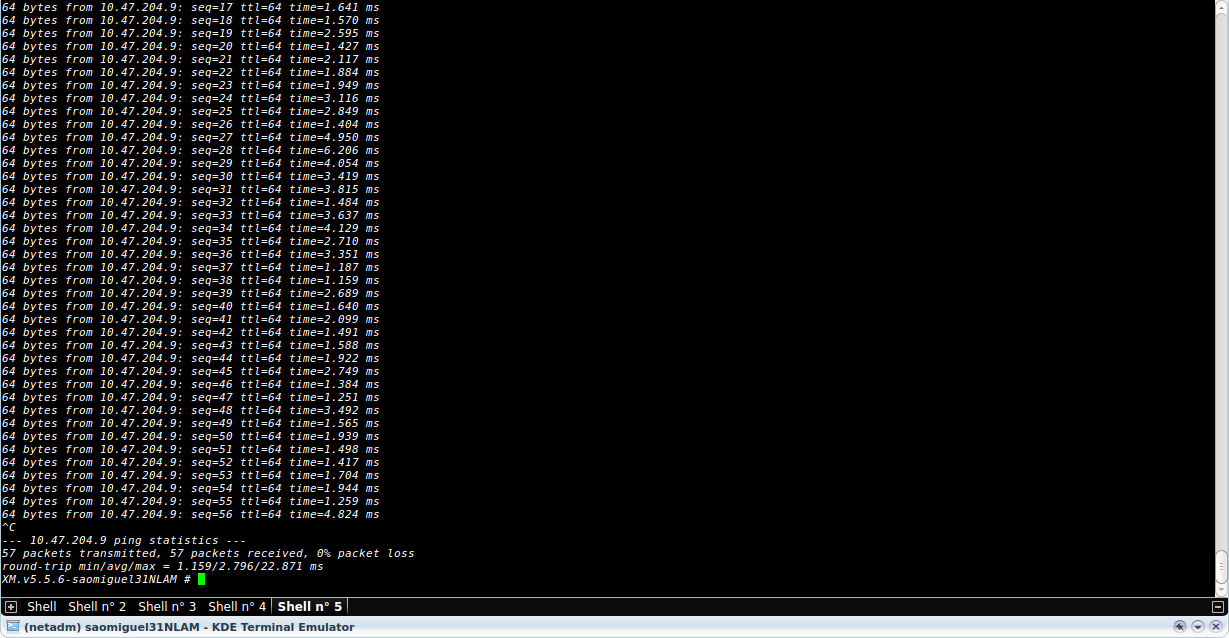 64 bytes from 10.47.204.9: seq=17 ttl=64 time=1.641 ms
64 bytes from 10.47.204.9: seq=18 ttl=64 time=1.570 ms
64 bytes from 10.47.204.9: seq=19 ttl=64 time=2.595 ms
64 bytes from 10.47.204.9: seq=20 ttl=64 time=1.427 ms
64 bytes from 10.47.204.9: seq=21 ttl=64 time=2.117 ms
64 bytes from 10.47.204.9: seq=22 ttl=64 time=1.884 ms
64 bytes from 10.47.204.9: seq=23 ttl=64 time=1.949 ms
64 bytes from 10.47.204.9: seq=24 ttl=64 time=3.116 ms
64 bytes from 10.47.204.9: seq=25 ttl=64 time=2.849 ms
64 bytes from 10.47.204.9: seq=26 ttl=64 time=1.404 ms
64 bytes from 10.47.204.9: seq=27 ttl=64 time=4.950 ms
64 bytes from 10.47.204.9: seq=28 ttl=64 time=6.206 ms
64 bytes from 10.47.204.9: seq=29 ttl=64 time=4.054 ms
64 bytes from 10.47.204.9: seq=30 ttl=64 time=3.419 ms
64 bytes from 10.47.204.9: seq=31 ttl=64 time=3.815 ms
64 bytes from 10.47.204.9: seq=32 ttl=64 time=1.484 ms
64 bytes from 10.47.204.9: seq=33 ttl=64 time=3.637 ms
64 bytes from 10.47.204.9: seq=34 ttl=64 time=4.129 ms
64 bytes from 10.47.204.9: seq=35 ttl=64 time=2.710 ms
64 bytes from 10.47.204.9: seq=36 ttl=64 time=3.351 ms
64 bytes from 10.47.204.9: seq=37 ttl=64 time=1.187 ms
64 bytes from 10.47.204.9: seq=38 ttl=64 time=1.159 ms
64 bytes from 10.47.204.9: seq=39 ttl=64 time=2.689 ms
64 bytes from 10.47.204.9: seq=40 ttl=64 time=1.640 ms
64 bytes from 10.47.204.9: seq=41 ttl=64 time=2.099 ms
64 bytes from 10.47.204.9: seq=42 ttl=64 time=1.491 ms
64 bytes from 10.47.204.9: seq=43 ttl=64 time=1.588 ms
64 bytes from 10.47.204.9: seq=44 ttl=64 time=1.922 ms
64 bytes from 10.47.204.9: seq=45 ttl=64 time=2.749 ms
64 bytes from 10.47.204.9: seq=46 ttl=64 time=1.384 ms
64 bytes from 10.47.204.9: seq=47 ttl=64 time=1.251 ms
64 bytes from 10.47.204.9: seq=48 ttl=64 time=3.492 ms
64 bytes from 10.47.204.9: seq=49 ttl=64 time=1.565 ms
64 bytes from 10.47.204.9: seq=50 ttl=64 time=1.939 ms
64 bytes from 10.47.204.9: seq=51 ttl=64 time=1.498 ms
64 bytes from 10.47.204.9: seq=52 ttl=64 time=1.417 ms
64 bytes from 10.47.204.9: seq=53 ttl=64 time=1.704 ms
64 bytes from 10.47.204.9: seq=54 ttl=64 time=1.944 ms
64 bytes from 10.47.204.9: seq=55 ttl=64 time=1.259 ms
64 bytes from 10.47.204.9: seq=56 ttl=64 time=4.824 ms
^C
--- 10.47.204.9 ping statistics ---
57 packets transmitted, 57 packets received, 0% packet loss
round-trip min/avg/max = 1.159/2.796/22.871 ms
XM.v5.5.6-saomiguel31NLAM #
Shell Shell n° 2 Shell n° 3 Shell n° 4 Shell n° 5
(netadm) saomiguel31NLAM - KDE Terminal Emulator